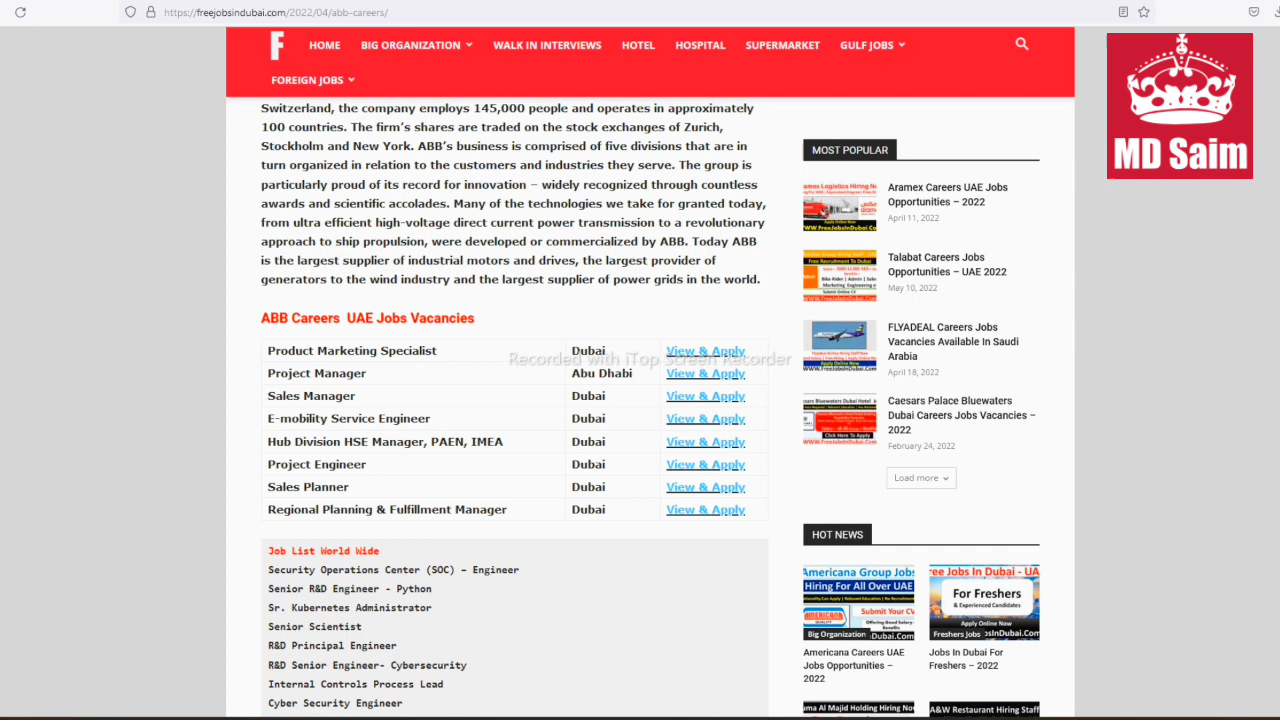 https://freejobsindubai.com/2022/04/abb-careers/
F
HOME
BIG ORGANIZATION
WALK IN INTERVIEWS
HOTEL
HOSPITAL
SUPERMARKET
GULF JOBS
FOREIGN JOBS
MD Saim
Switzerland, the company employs 145,000 people and operates in approximately
100 countries. The firm's shares are traded on the stock exchanges of Zurich,
Stockholm and New York. ABB's business is comprised of five divisions that are in
turn organized in relation to the customers and industries they serve. The group is
particularly proud of its record for innovation – widely recognized through countless
awards and scientific accolades. Many of the technologies we take for granted today,
from ultra efficient high-voltage direct current power transmission to a revolutionary
approach to ship propulsion, were developed or commercialized by ABB. Today ABB
is the largest supplier of industrial motors and drives, the largest provider of
generators to the wind industry and the largest supplier of power grids in the world.
ABB Careers UAE Jobs Vacancies
Product Marketing Specialist Dubai View & Apply
Recorded with iTop Screen Recorder
Project Manager Abu Dhabi View & Apply
Sales Manager Dubai View & Apply
E-mobility Service Engineer Dubai View & Apply
Hub Division HSE Manager, PAEN, IMEA Dubai View & Apply
Project Engineer Dubai View & Apply
Sales Planner Dubai View & Apply
Regional Planning & Fulfillment Manager Dubai View & Apply
Job List World Wide
Security Operations Center (SOC) – Engineer
Senior R&D Engineer - Python
Sr. Kubernetes Administrator
Senior Scientist
R&D Principal Engineer
R&D Senior Engineer- Cybersecurity
Internal Controls Process Lead
Cyber Security Engineer
MOST POPULAR
Aramex Careers UAE Jobs
Opportunities – 2022
April 11, 2022
Talabat Careers Jobs
Opportunities – UAE 2022
May 10, 2022
FLYADEAL Careers Jobs
Vacancies Available In Saudi
Arabia
April 18, 2022
Caesars Palace Bluewaters
Dubai Careers Jobs Vacancies –
2022
February 24, 2022
Load more
HOT NEWS
Americana Group Jobs
Hiring For All Over UAE
Submit Your CV
Big Organization
Americana Careers UAE
Jobs Opportunities –
2022
ree Jobs In Dubai - UA
For Freshers
& Experienced Candidates
Apply Online Now
Freshers Jobs
Jobs In Dubai For
Freshers – 2022
uma Al Majid Holding Hiring Nov
A&W Restaurant Hiring Staff